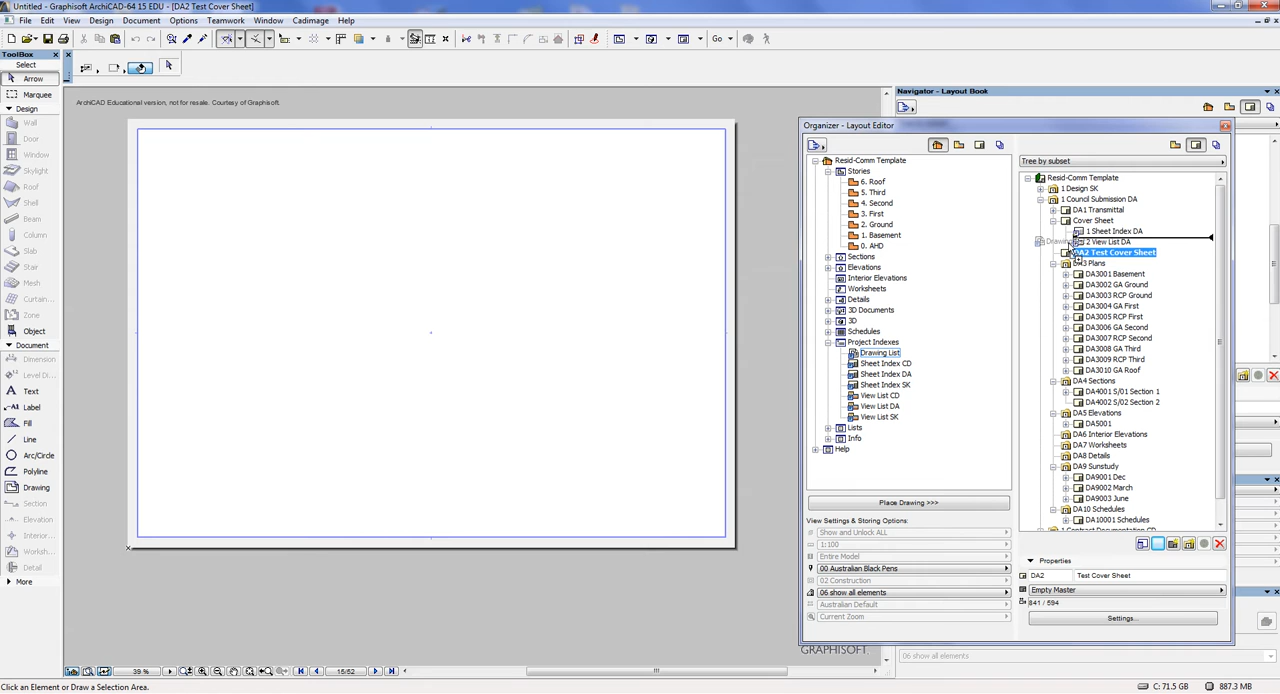 Untitled - Graphisoft ArchiCAD-64 15 EDU - [DA2 Test Cover Sheet]
File Edit View Design Document Options Teamwork Window Cadimage Help
Go
ToolBox
Select
Arrow
Marquee
Design
Wall
Door
Window
Skylight
Roof
Shell
Beam
Column
Slab
Stair
Mesh
Curtain...
Zone
Object
Document
Dimension
Level Di...
Text
Label
Fill
Line
Arc/Circle
Polyline
Drawing
Section
Elevation
Interior...
Worksh...
Detail
More
ArchiCAD Educational version, not for resale. Courtesy of Graphisoft.
39 %
15/52
Click an Element or Draw a Selection Area.
Navigator - Layout Book
Organizer - Layout Editor
Resid-Comm Template
Stories
6. Roof
5. Third
4. Second
3. First
2. Ground
1. Basement
0. AHD
Sections
Elevations
Interior Elevations
Worksheets
Details
3D Documents
3D
Schedules
Project Indexes
Drawing List
Sheet Index CD
Sheet Index DA
Sheet Index SK
View List CD
View List DA
View List SK
Lists
Info
Help
Place Drawing >>>
View Settings & Storing Options:
Show and Unlock ALL
1:100
Entire Model
00 Australian Black Pens
02 Construction
06 show all elements
Australian Default
Current Zoom
Tree by subset
Resid-Comm Template
1 Design SK
1 Council Submission DA
DA1 Transmittal
Cover Sheet
1 Sheet Index DA
2 View List DA
DA2 Test Cover Sheet
DA3 Plans
DA3001 Basement
DA3002 GA Ground
DA3003 RCP Ground
DA3004 GA First
DA3005 RCP First
DA3006 GA Second
DA3007 RCP Second
DA3008 GA Third
DA3009 RCP Third
DA3010 GA Roof
DA4 Sections
DA4001 S/01 Section 1
DA4002 S/02 Section 2
DA5 Elevations
DA5001
DA6 Interior Elevations
DA7 Worksheets
DA8 Details
DA9 Sunstudy
DA9001 Dec
DA9002 March
DA9003 June
DA10 Schedules
DA10001 Schedules
1 Contract Documentation CD
Properties
DA2 Test Cover Sheet
Empty Master
841 / 594
Settings...
GRAPHISOFT.
06 show all elements
C: 71.5 GB 887.3 MB